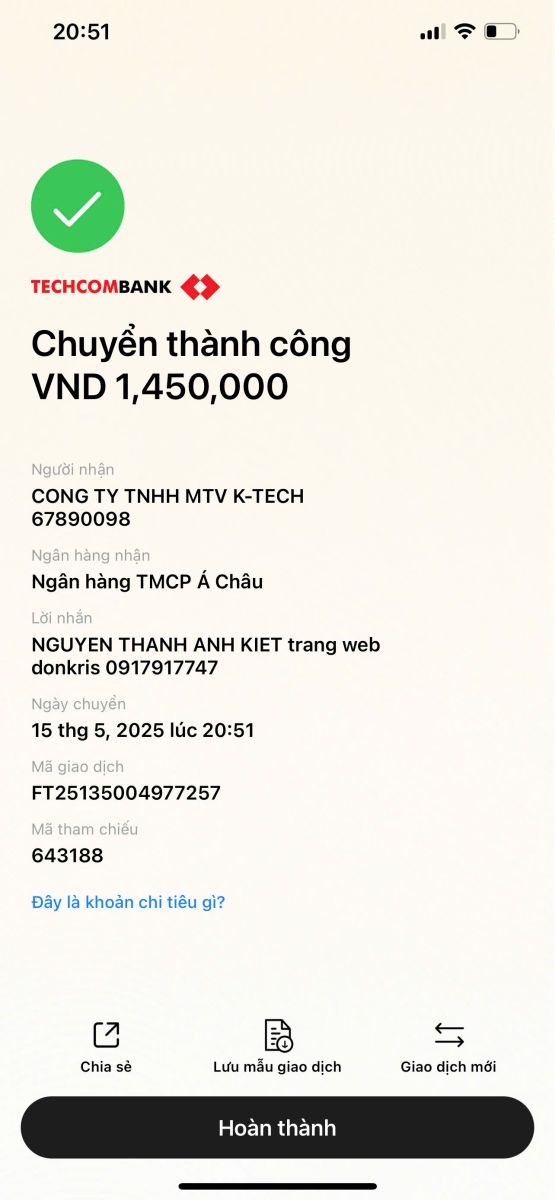 20:51
TECHCOMBANK
Chuyển thành công
VND 1,450,000
Người nhận
CONG TY TNHH MTV K-TECH
67890098
Ngân hàng nhận
Ngân hàng TMCP Á Châu
Lời nhắn
NGUYEN THANH ANH KIET trang web
donkris 0917917747
Ngày chuyển
15 thg 5, 2025 lúc 20:51
Mã giao dịch
FT25135004977257
Mã tham chiếu
643188
Đây là khoản chi tiêu gì?
Chia sẻ
Lưu mẫu giao dịch
Giao dịch mới
Hoàn thành